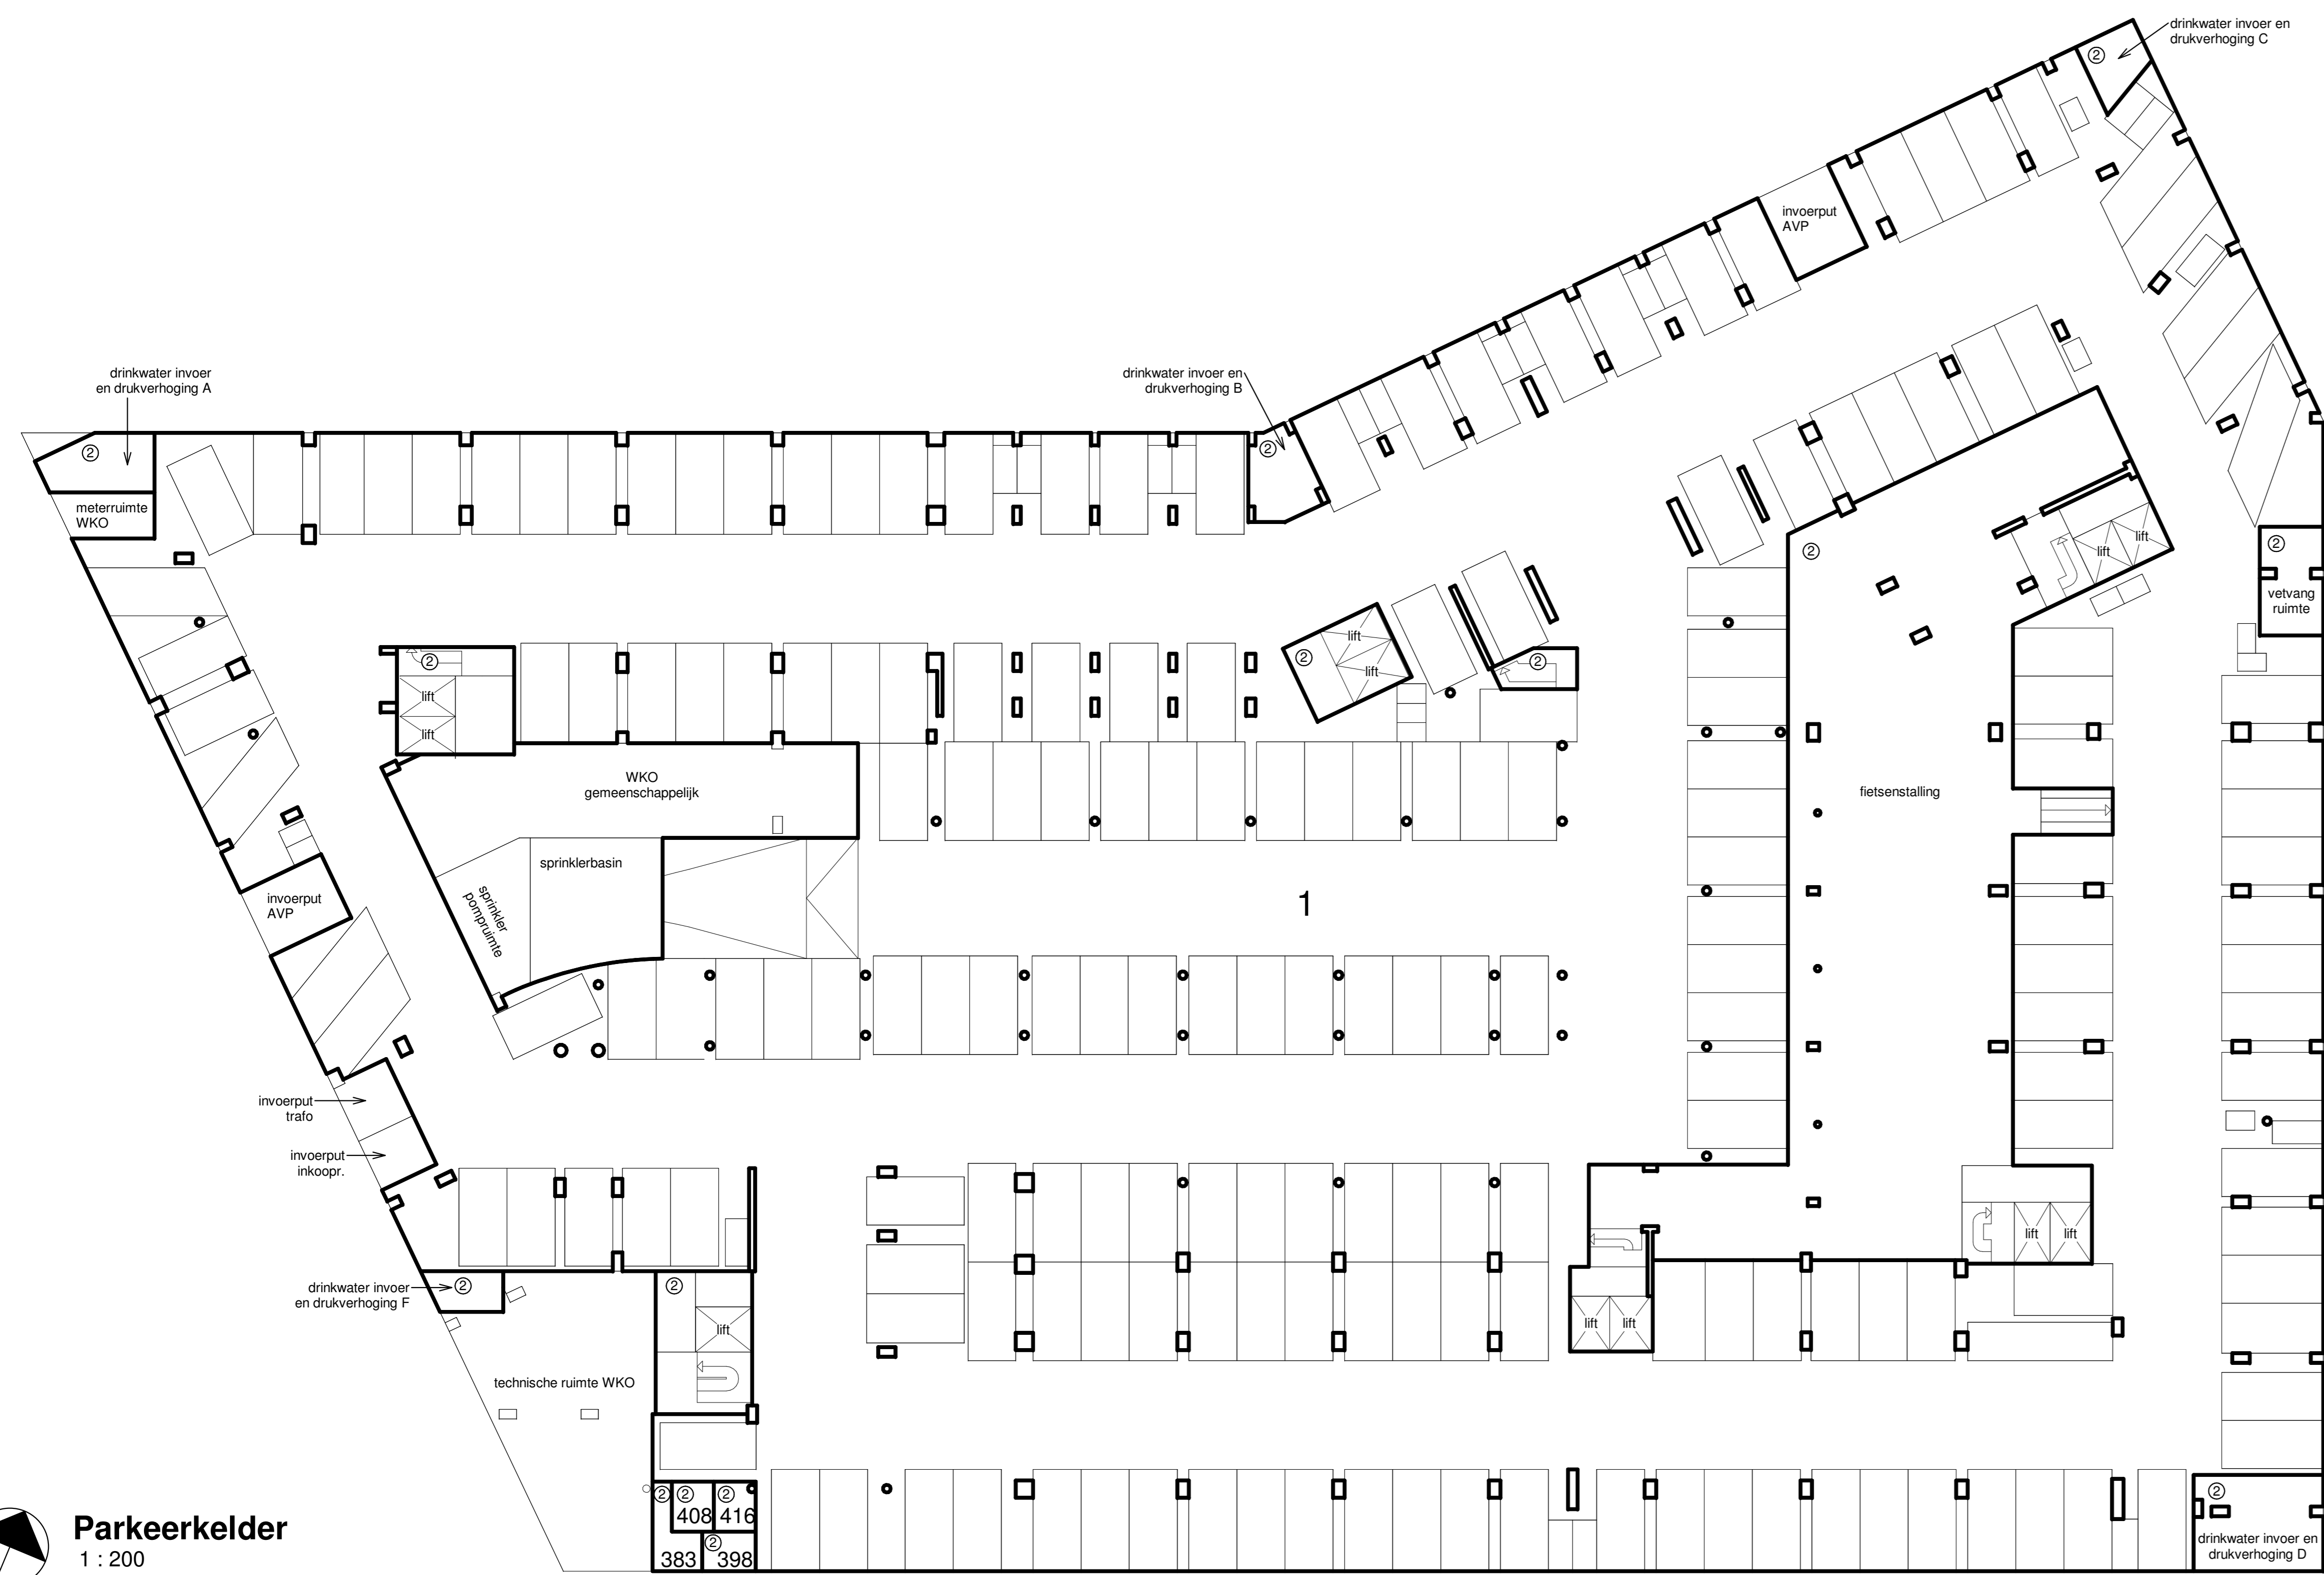 drinkwater invoer en
drukverhoging C
②
invoerput
AVP
drinkwater invoer
en drukverhoging A
drinkwater invoer en
drukverhoging B
②
②
meterruimte
WKO
②
lift
lift
②
vetvang
ruimte
②
lift
lift
②
lift
lift
②
WKO
gemeenschappelijk
fietsenstalling
sprinklerbasin
sprinkler
pompruimte
invoerput
AVP
1
invoerput
trafo
invoerput
inkoopr.
lift
lift
drinkwater invoer
en drukverhoging F
②
②
lift
lift
lift
technische ruimte WKO
②
②
②
408
416
②
383
398
②
drinkwater invoer en
drukverhoging D
Parkeerkelder
1 : 200